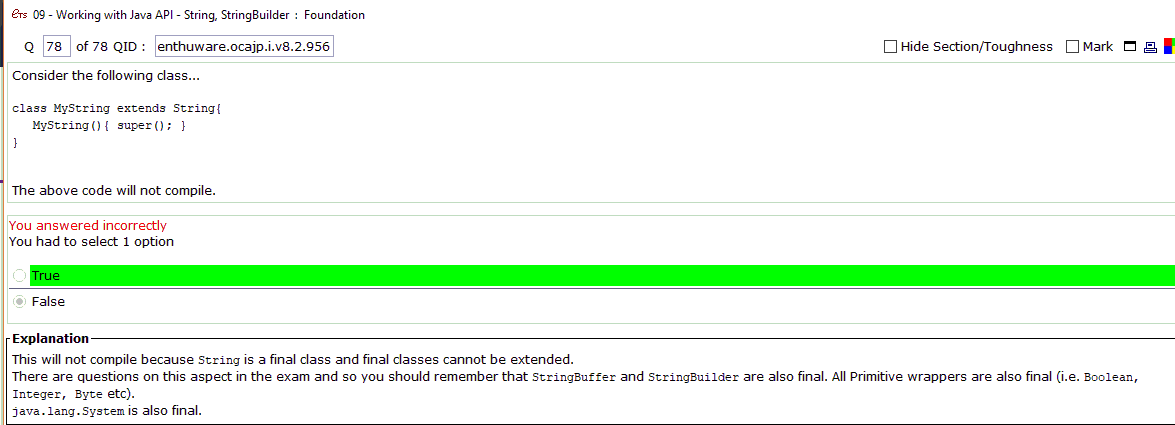 eTS 09 - Working with Java API - String, StringBuilder : Foundation
Q 78 of 78 QID : enthuware.ocajp.i.v8.2.956 Hide Section/Toughness Mark
Consider the following class...
class MyString extends String{
MyString(){ super(); }
}
The above code will not compile.
You answered incorrectly
You had to select 1 option
True
False
Explanation
This will not compile because String is a final class and final classes cannot be extended.
There are questions on this aspect in the exam and so you should remember that StringBuffer and StringBuilder are also final. All Primitive wrappers are also final (i.e. Boolean,
Integer, Byte etc).
java.lang.System is also final.